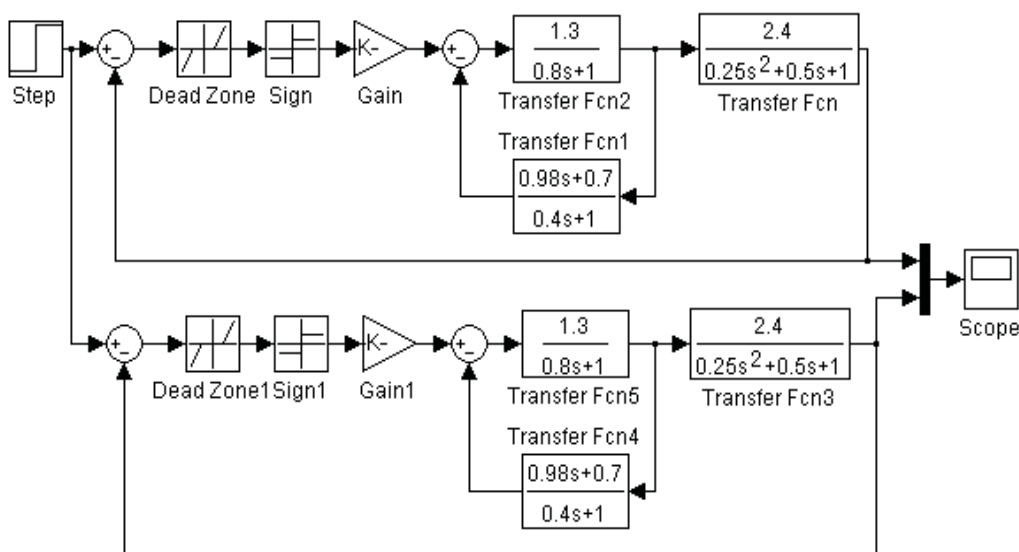 1.3
0.8s+1
2.4
0.25s²+0.5s+1
K-
Step
Dead Zone
Sign
Gain
Transfer Fcn2
Transfer Fcn
Transfer Fcn1
0.98s+0.7
0.4s+1
Scope
1.3
0.8s+1
2.4
0.25s²+0.5s+1
K-
Dead Zone1
Sign1
Gain1
Transfer Fcn5
Transfer Fcn3
Transfer Fcn4
0.98s+0.7
0.4s+1